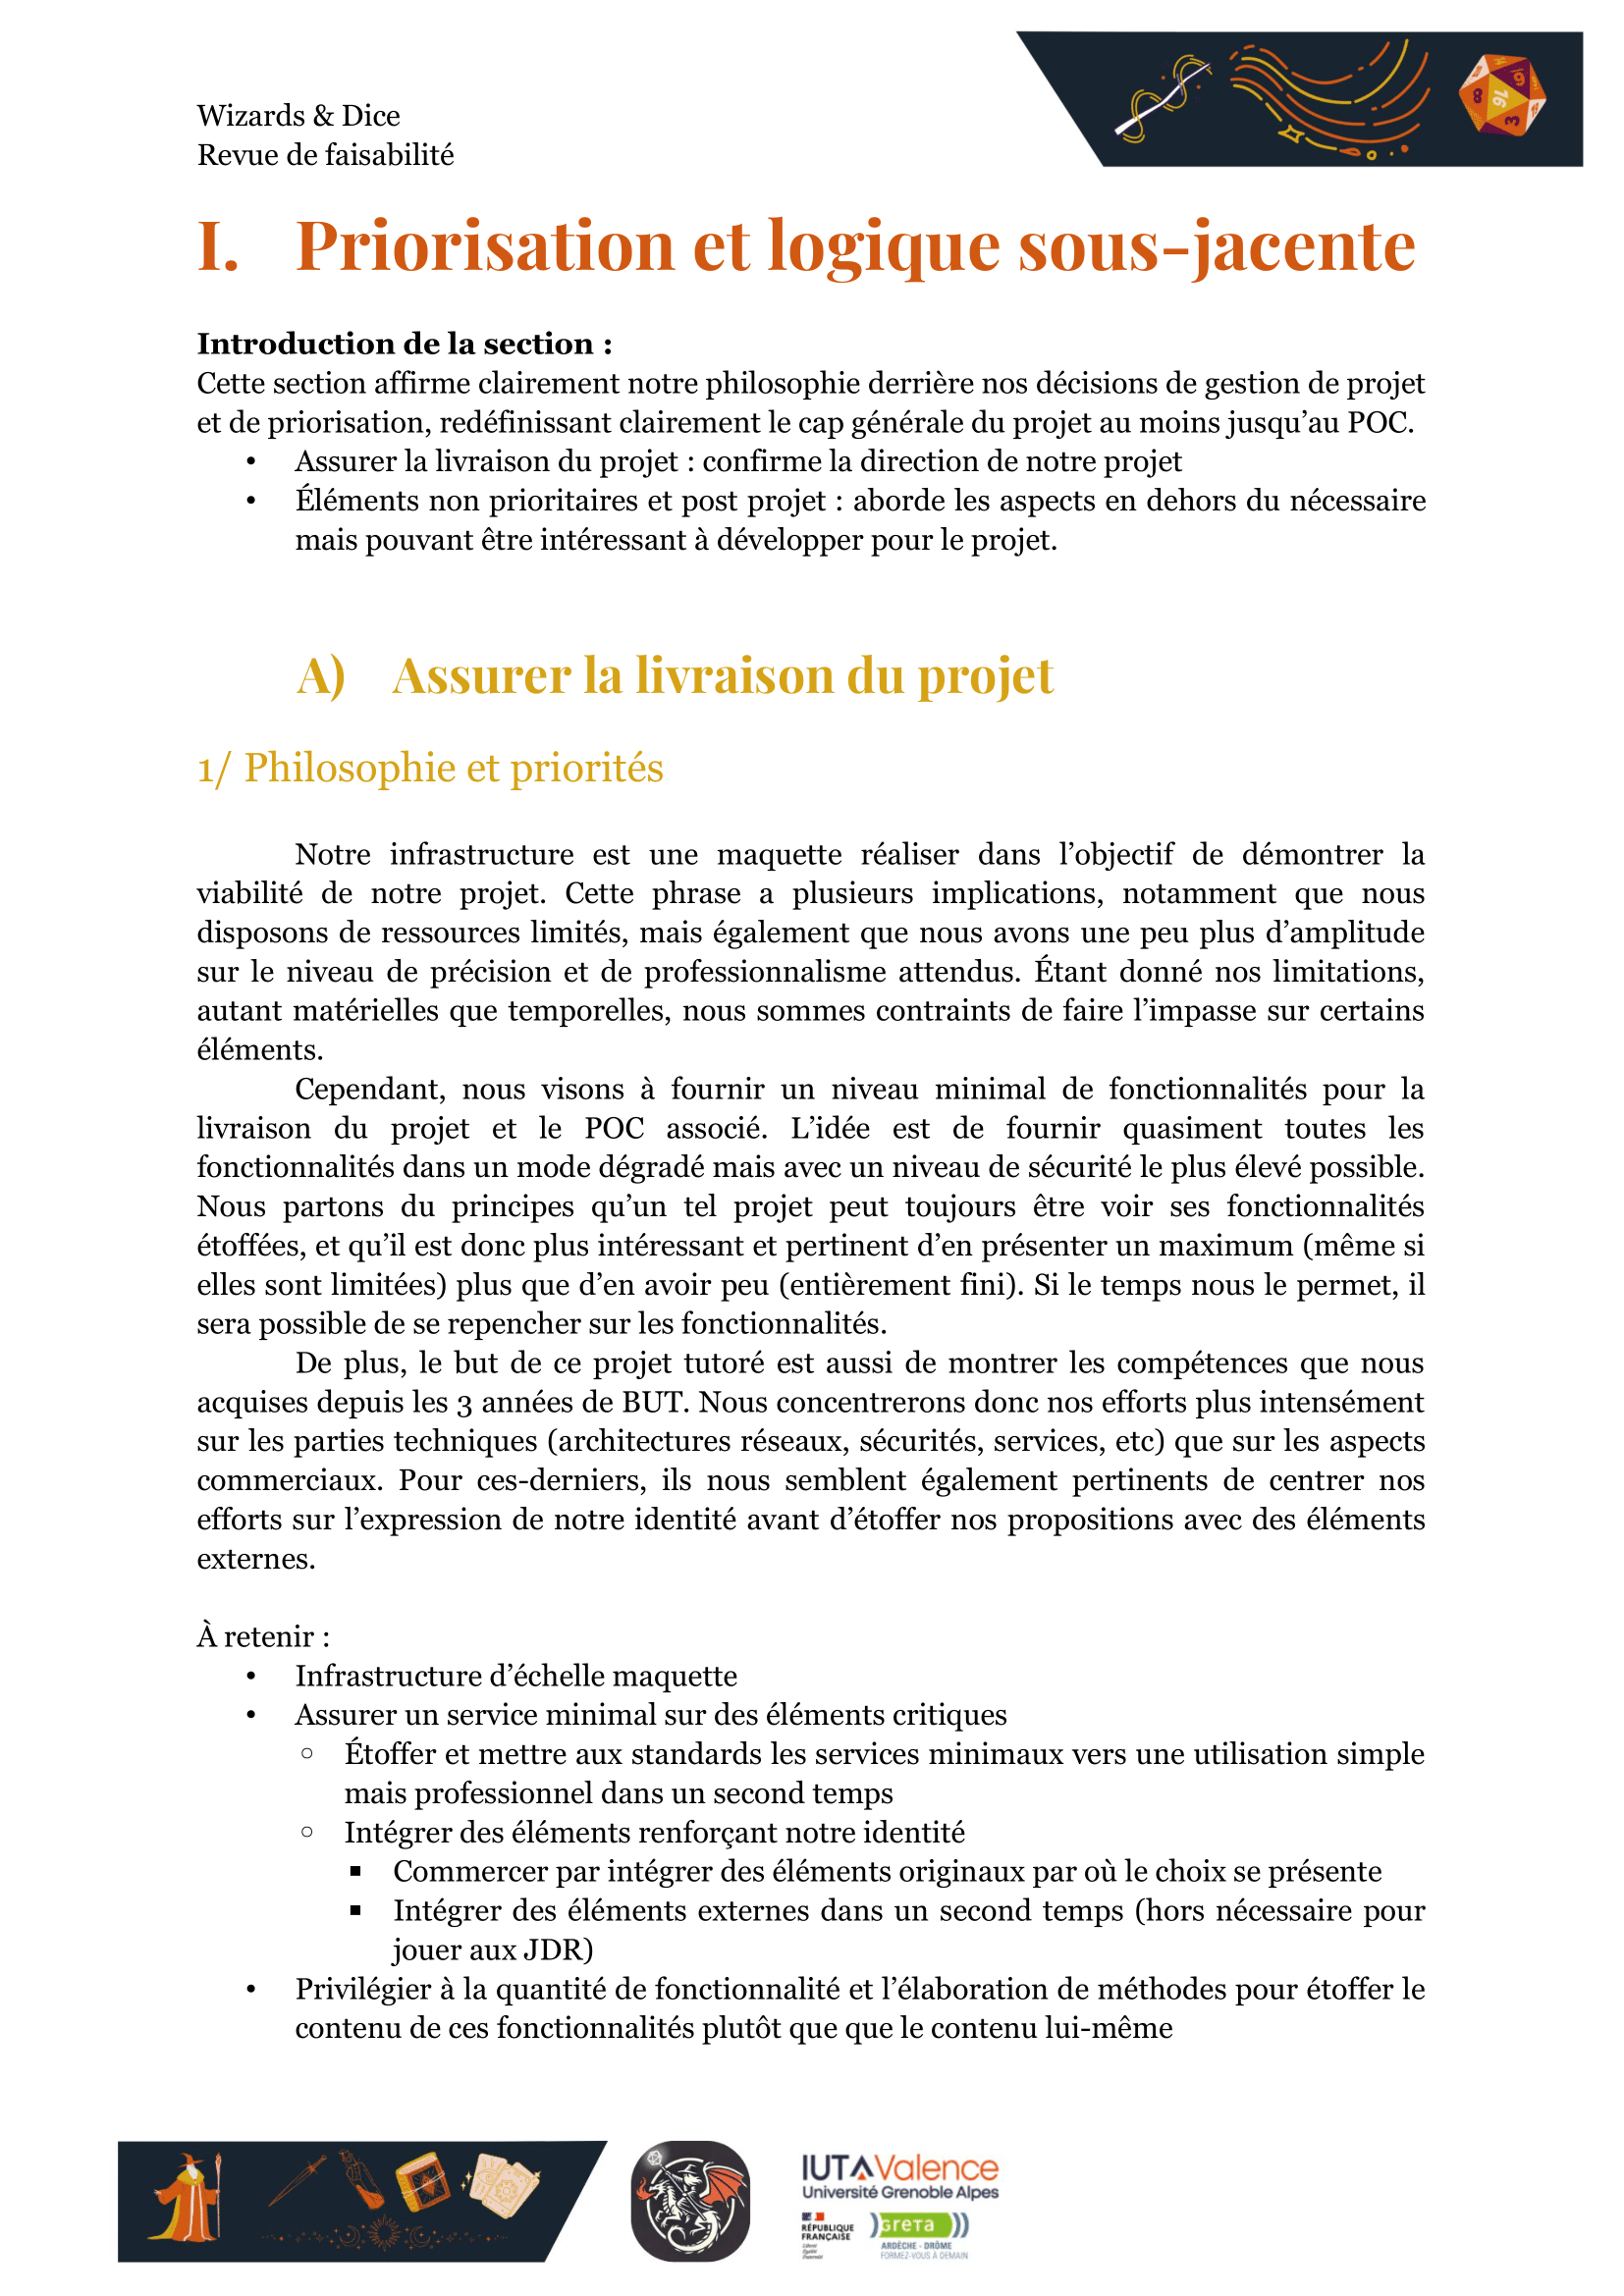 Wizards & Dice
Revue de faisabilité
I. Priorisation et logique sous-jacente
Introduction de la section :
Cette section affirme clairement notre philosophie derrière nos décisions de gestion de projet
et de priorisation, redéfinissant clairement le cap générale du projet au moins jusqu’au POC.
• Assurer la livraison du projet : confirme la direction de notre projet
• Éléments non prioritaires et post projet : aborde les aspects en dehors du nécessaire
mais pouvant être intéressant à développer pour le projet.
A) Assurer la livraison du projet
1/ Philosophie et priorités
Notre infrastructure est une maquette réaliser dans l’objectif de démontrer la
viabilité de notre projet. Cette phrase a plusieurs implications, notamment que nous
disposons de ressources limités, mais également que nous avons une peu plus d’amplitude
sur le niveau de précision et de professionnalisme attendus. Étant donné nos limitations,
autant matérielles que temporelles, nous sommes contraints de faire l’impasse sur certains
éléments.
Cependant, nous visons à fournir un niveau minimal de fonctionnalités pour la
livraison du projet et le POC associé. L’idée est de fournir quasiment toutes les
fonctionnalités dans un mode dégradé mais avec un niveau de sécurité le plus élevé possible.
Nous partons du principes qu’un tel projet peut toujours être voir ses fonctionnalités
étoffées, et qu’il est donc plus intéressant et pertinent d’en présenter un maximum (même si
elles sont limitées) plus que d’en avoir peu (entièrement fini). Si le temps nous le permet, il
sera possible de se repencher sur les fonctionnalités.
De plus, le but de ce projet tutoré est aussi de montrer les compétences que nous
acquises depuis les 3 années de BUT. Nous concentrerons donc nos efforts plus intensément
sur les parties techniques (architectures réseaux, sécurités, services, etc) que sur les aspects
commerciaux. Pour ces-derniers, ils nous semblent également pertinents de centrer nos
efforts sur l’expression de notre identité avant d’étoffer nos propositions avec des éléments
externes.
À retenir :
• Infrastructure d’échelle maquette
• Assurer un service minimal sur des éléments critiques
○ Étoffer et mettre aux standards les services minimaux vers une utilisation simple
mais professionnel dans un second temps
○ Intégrer des éléments renforçant notre identité
▪ Commercer par intégrer des éléments originaux par où le choix se présente
▪ Intégrer des éléments externes dans un second temps (hors nécessaire pour
jouer aux JDR)
• Privilégier à la quantité de fonctionnalité et l’élaboration de méthodes pour étoffer le
contenu de ces fonctionnalités plutôt que que le contenu lui-même
IUT Valence
Université Grenoble Alpes
RÉPUBLIQUE
FRANÇAISE
Liberté
Égalité
Fraternité
GRETA
ARDÈCHE - DRÔME
FORMEZ-VOUS À DEMAIN